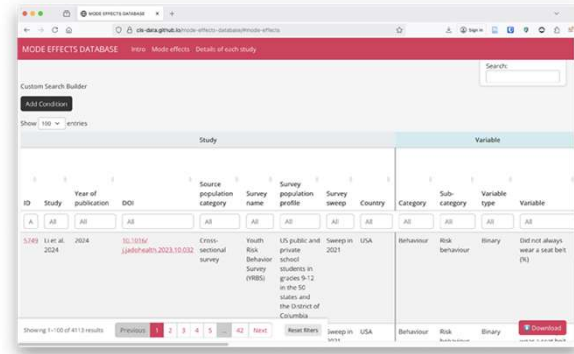 MODE EFFECTS DATABASE
cls-data.github.io/mode-effects-database/#mode-effects
Sign in
MODE EFFECTS DATABASE Intro Mode effects Details of each study
Search:
Custom Search Builder
Add Condition
Show 100 entries
Study Variable
ID Study Year of publication DOI Source population category Survey name Survey population profile Survey sweep Country Category Sub-category Variable type Variable
A All All All All All All All All All All All All
5749 Li et al. 2024 2024 10.1016/j.jadohealth.2023.10.032 Cross-sectional survey Youth Risk Behavior Survey (YRBS) US public and private school students in grades 9-12 in the 50 states and the District of Columbia Sweep in 2021 USA Behaviour Risk behaviour Binary Did not always wear a seat belt (%)
Sweep in 2021 USA Behaviour Risk behaviour Binary Did not always
Showing 1–100 of 4113 results Previous 1 2 3 4 5 ... 42 Next Reset filters Download